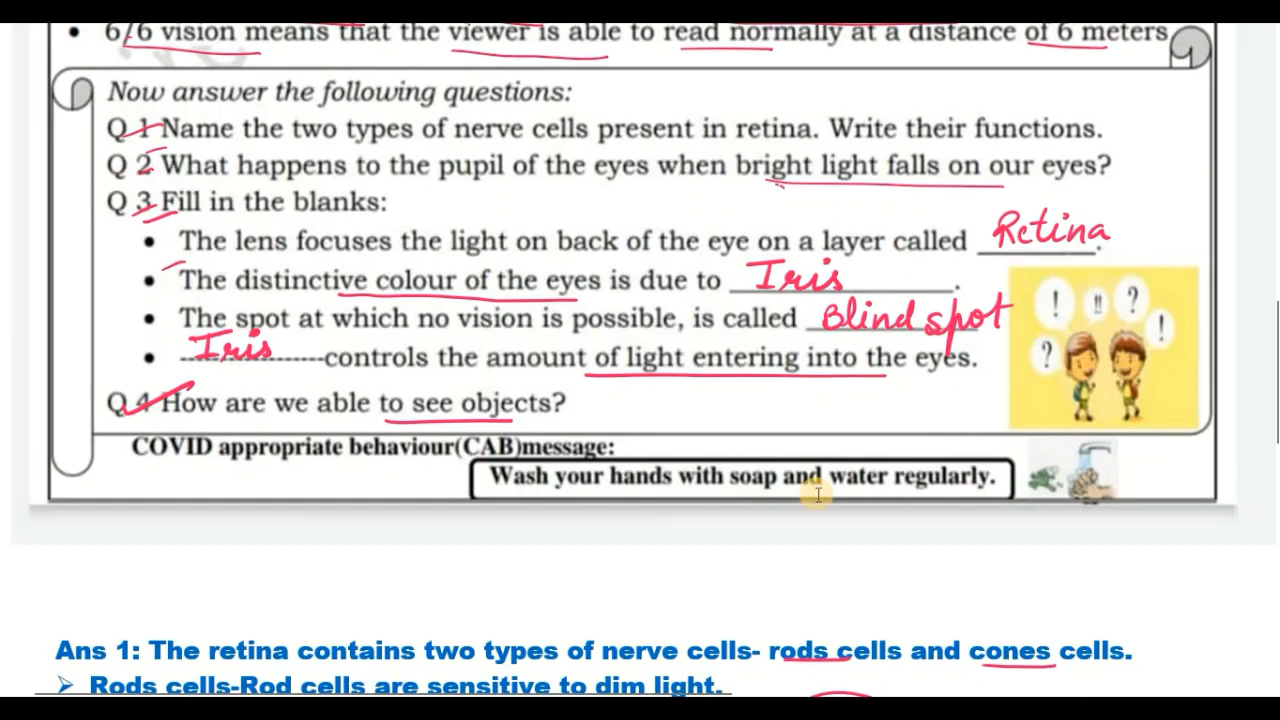 • 6/6 vision means that the viewer is able to read normally at a distance of 6 meters
Now answer the following questions:
Q 1 Name the two types of nerve cells present in retina. Write their functions.
Q 2 What happens to the pupil of the eyes when bright light falls on our eyes?
Q 3 Fill in the blanks:
• The lens focuses the light on back of the eye on a layer called Retina.
• The distinctive colour of the eyes is due to Iris.
• The spot at which no vision is possible, is called Blind spot
• Iris controls the amount of light entering into the eyes.
Q 4 How are we able to see objects?
! !! ? !
?
COVID appropriate behaviour(CAB)message:
Wash your hands with soap and water regularly.
Ans 1: The retina contains two types of nerve cells- rods cells and cones cells.
➢ Rods cells-Rod cells are sensitive to dim light.